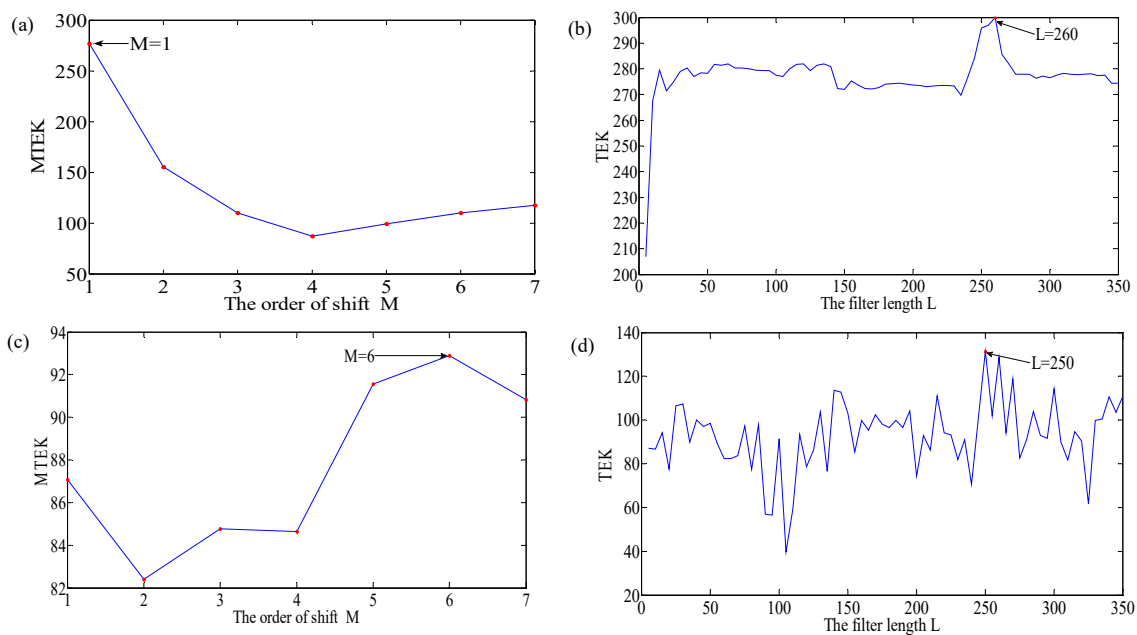 (a)
300
250
200
150
100
50
MTEK
M=1
1 2 3 4 5 6 7
The order of shift M
(b)
300
290
280
270
260
250
240
230
220
210
200
TEK
L=260
0 50 100 150 200 250 300 350
The filter length L
(c)
94
92
90
88
86
84
82
MTEK
M=6
1 2 3 4 5 6 7
The order of shift M
(d)
140
120
100
80
60
40
20
TEK
L=250
0 50 100 150 200 250 300 350
The filter length L